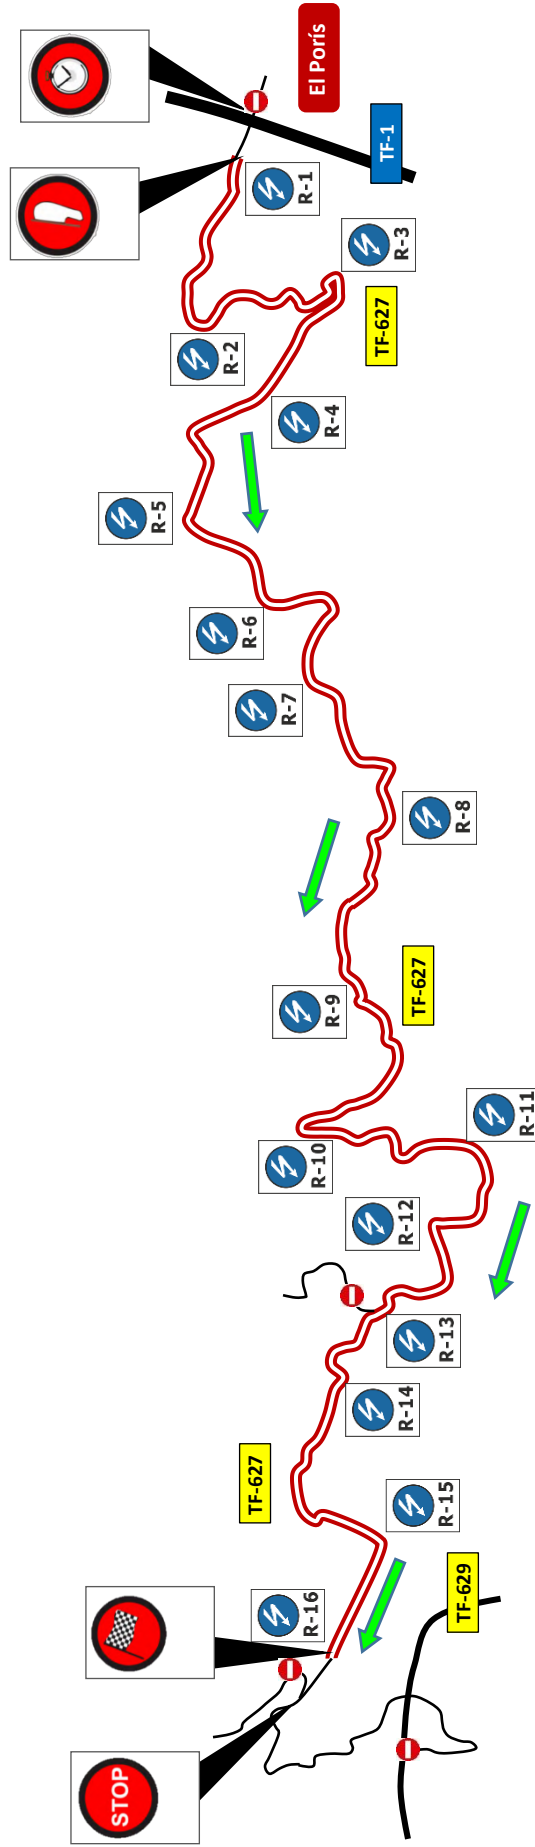 El Porís
TF-1
R-1
R-3
TF-627
R-2
R-4
R-5
R-6
R-7
R-8
TF-627
R-9
R-10
R-11
R-12
R-13
R-14
TF-627
R-15
R-16
TF-629
STOP